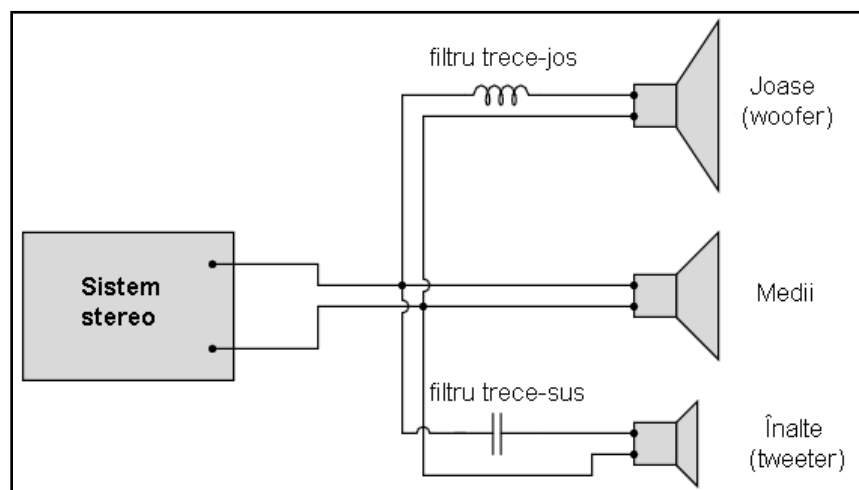 filtru trece-jos
Joase
(woofer)
Sistem
stereo
Medii
filtru trece-sus
Înalte
(tweeter)